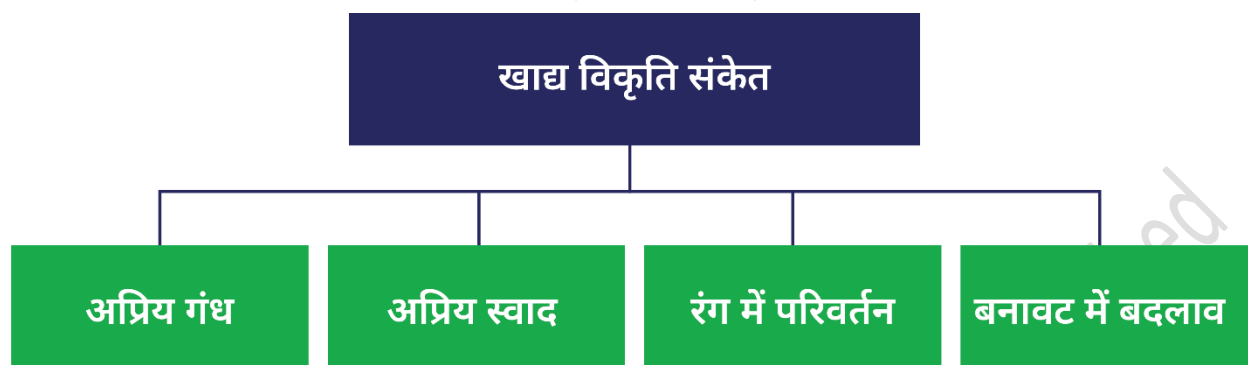 खाद्य विकृति संकेत
अप्रिय गंध
अप्रिय स्वाद
रंग में परिवर्तन
बनावट में बदलाव